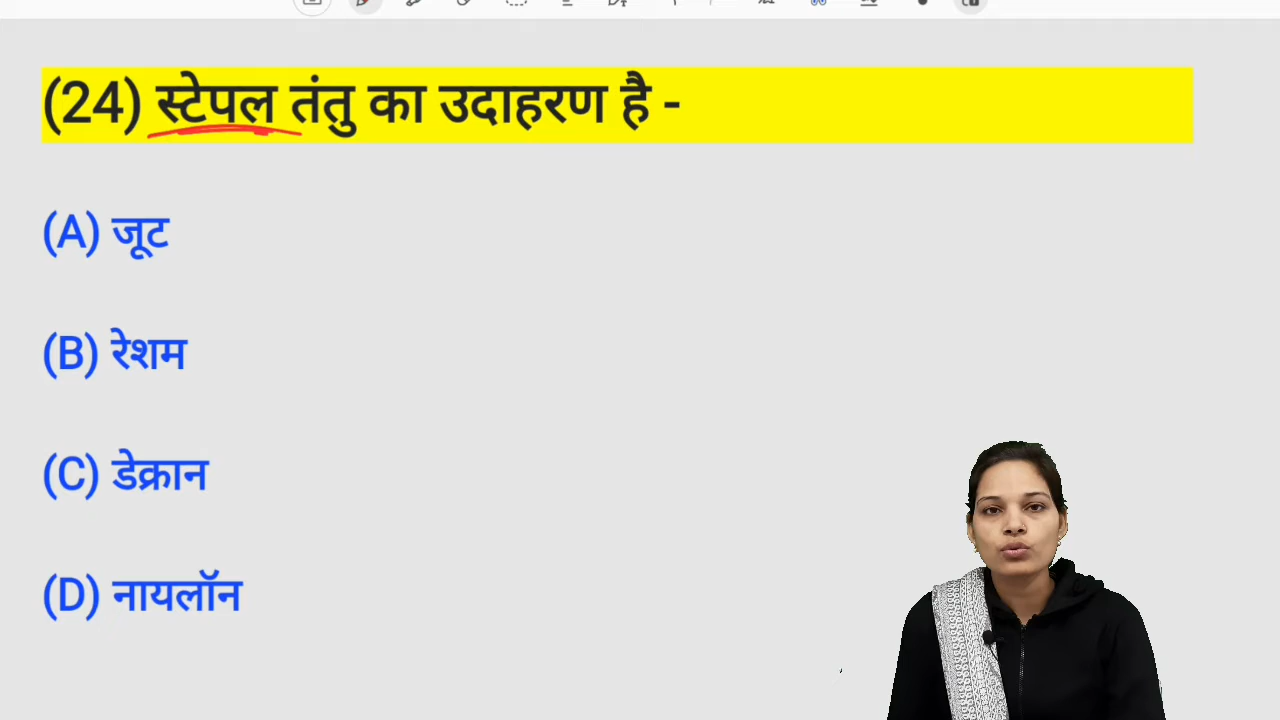 (24) स्टेपल तंतु का उदाहरण है -
(A) जूट
(B) रेशम
(C) डेक्रान
(D) नायलॉन